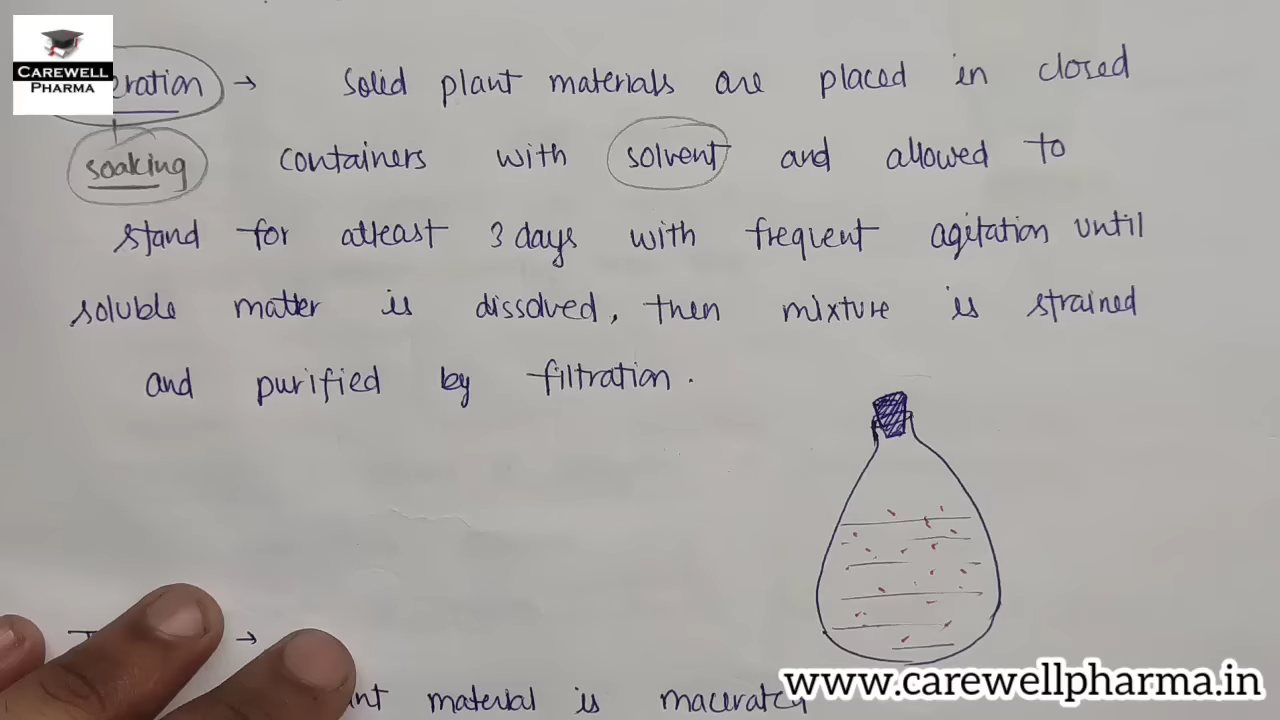 CAREWELL
PHARMA
eration → Solid plant materials are placed in closed
soaking containers with solvent and allowed to
stand for atleast 3 days with frequent agitation until
soluble matter is dissolved, then mixture is strained
and purified by filtration.
→
material is macerated
www.carewellpharma.in